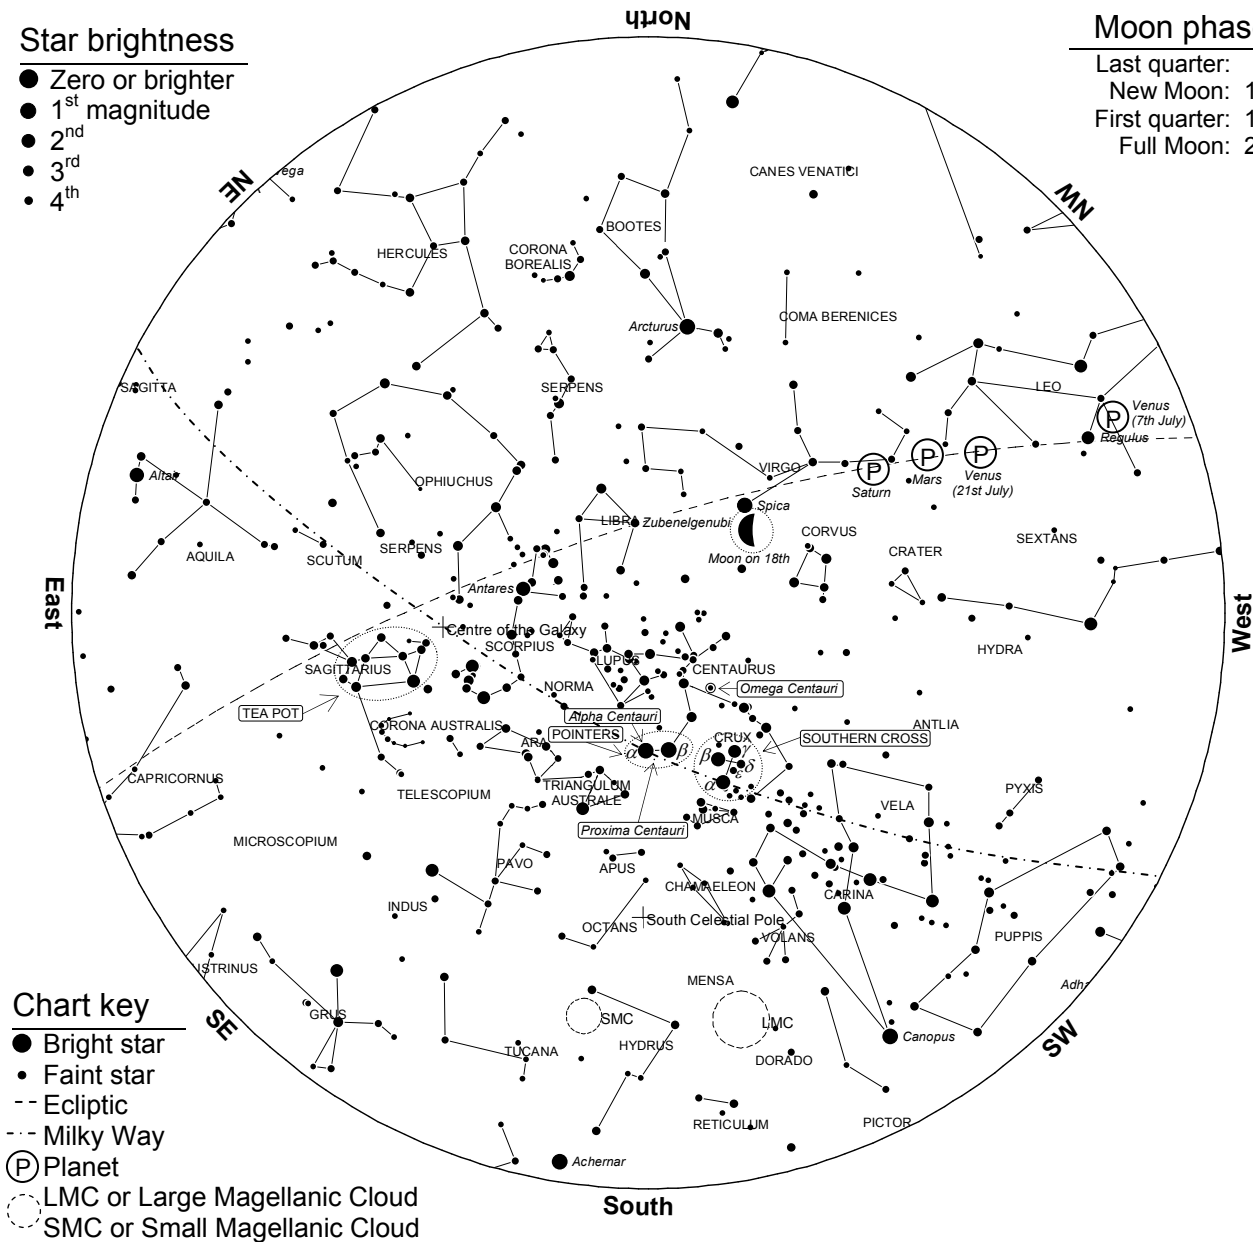 North
Star brightness
Zero or brighter
1st magnitude
2nd
3rd
4th
Moon phas
Last quarter:
New Moon: 1
First quarter: 1
Full Moon: 2
NE
NW
ega
CANES VENATICI
BOOTES
HERCULES
CORONA
BOREALIS
COMA BERENICES
Arcturus
SAGITTA
SERPENS
LEO
Venus
(7th July)
Regulus
Altair
OPHIUCHUS
VIRGO
Saturn
Mars
Venus
(21st July)
Spica
LIBRA
Zubenelgenubi
SERPENS
AQUILA
SCUTUM
Moon on 18th
CORVUS
CRATER
SEXTANS
East
West
Antares
Centre of the Galaxy
SCORPIUS
LUPUS
CENTAURUS
HYDRA
SAGITTARIUS
NORMA
Omega Centauri
TEA POT
CORONA AUSTRALIS
Alpha Centauri
POINTERS
ARA
α
β
CRUX
β
γ
δ
ε
α
SOUTHERN CROSS
ANTLIA
CAPRICORNUS
TELESCOPIUM
TRIANGULUM
AUSTRALE
Proxima Centauri
MUSCA
VELA
PYXIS
MICROSCOPIUM
PAVO
APUS
CHAMAELEON
CARINA
INDUS
OCTANS
South Celestial Pole
VOLANS
PUPPIS
ISTRINUS
MENSA
Adha
GRUS
SE
SMC
LMC
HYDRUS
TUCANA
DORADO
Canopus
SW
RETICULUM
PICTOR
Achernar
South
Chart key
Bright star
Faint star
Ecliptic
Milky Way
P Planet
LMC or Large Magellanic Cloud
SMC or Small Magellanic Cloud
P
P
P
P